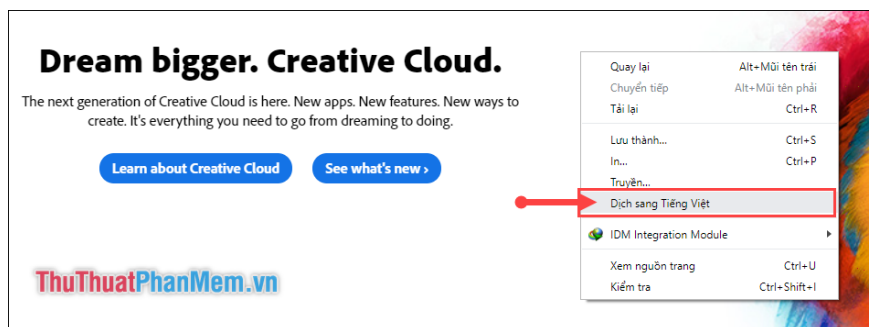 Dream bigger. Creative Cloud.
The next generation of Creative Cloud is here. New apps. New features. New ways to
create. It's everything you need to go from dreaming to doing.
Learn about Creative Cloud
See what's new ›
Quay lại Alt+Mũi tên trái
Chuyển tiếp Alt+Mũi tên phải
Tải lại Ctrl+R
Lưu thành... Ctrl+S
In... Ctrl+P
Truyền...
Dịch sang Tiếng Việt
IDM Integration Module
Xem nguồn trang Ctrl+U
Kiểm tra Ctrl+Shift+I
ThuThuatPhanMem.vn